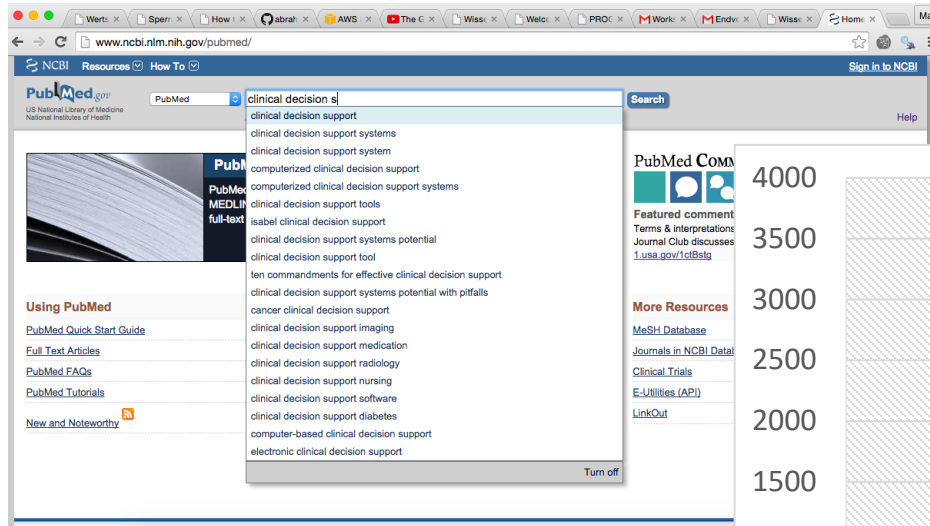 Werts
Sperr
How
abrah
AWS
The G
Wisse
Welco
PROC
Works
Endve
Wisse
Home
Ma
www.ncbi.nlm.nih.gov/pubmed/
NCBI Resources How To Sign in to NCBI
PubMed.gov
US National Library of Medicine
National Institutes of Health
PubMed
clinical decision s
Search
Help
clinical decision support
clinical decision support systems
clinical decision support system
computerized clinical decision support
computerized clinical decision support systems
clinical decision support tools
isabel clinical decision support
clinical decision support systems potential
clinical decision support tool
ten commandments for effective clinical decision support
clinical decision support systems potential with pitfalls
cancer clinical decision support
clinical decision support imaging
clinical decision support medication
clinical decision support radiology
clinical decision support nursing
clinical decision support software
clinical decision support diabetes
computer-based clinical decision support
electronic clinical decision support
Turn off
PubM
PubMed
MEDLIN
full-text
PubMed COMM
Featured comment
Terms & interpretations
Journal Club discusses
1.usa.gov/1ctBstg
Using PubMed
PubMed Quick Start Guide
Full Text Articles
PubMed FAQs
PubMed Tutorials
New and Noteworthy
More Resources
MeSH Database
Journals in NCBI Datab
Clinical Trials
E-Utilities (API)
LinkOut
4000
3500
3000
2500
2000
1500